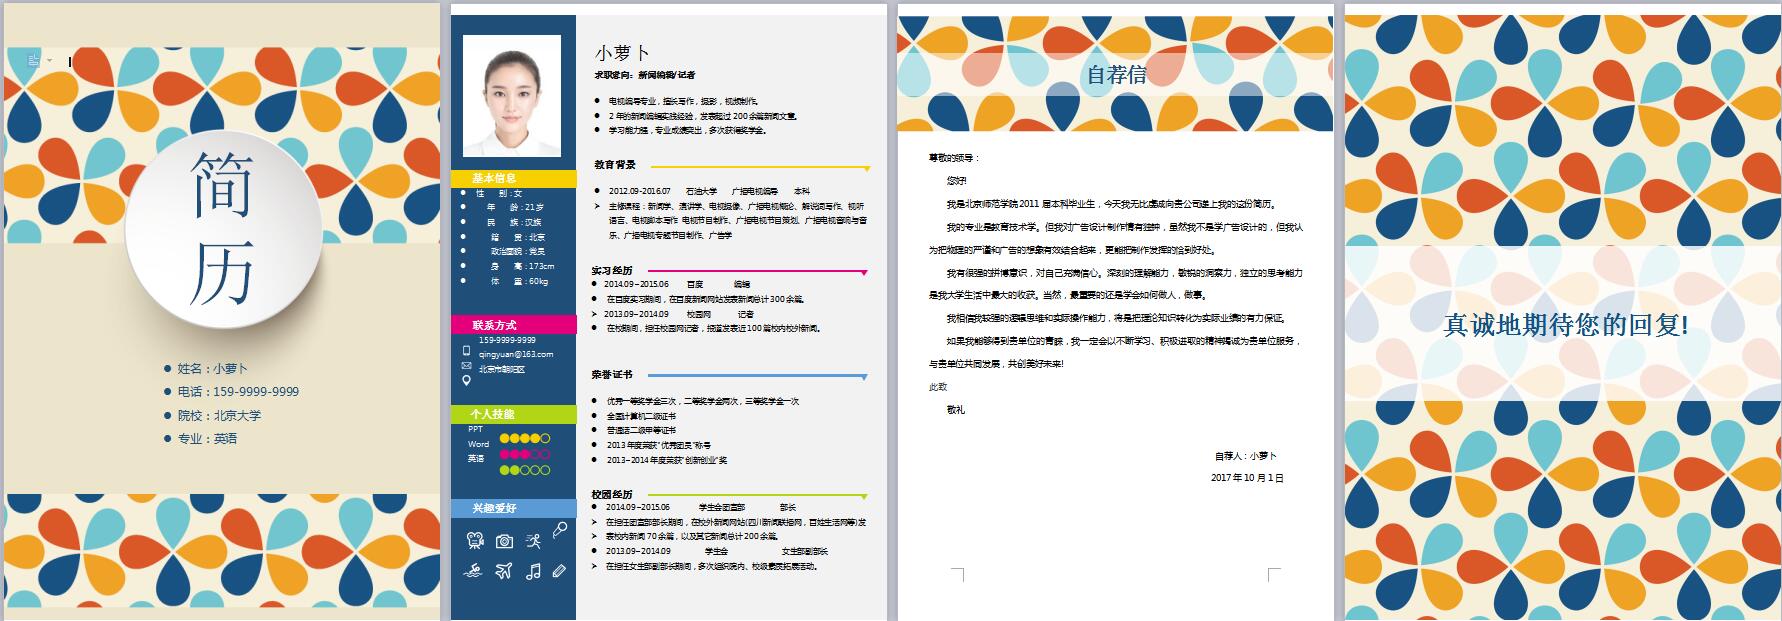 简
历
姓名：小萝卜
电话：159-9999-9999
院校：北京大学
专业：英语
基本信息
性 别：女
年 龄：21岁
民 族：汉族
籍 贯：北京
政治面貌：党员
身 高：173cm
体 重：60kg
联系方式
159-9999-9999
qingyuan@163.com
北京市朝阳区
个人技能
PPT
Word
英语
兴趣爱好
小萝卜
求职意向：新闻编辑/记者
电视编导专业，擅长写作，摄影，视频制作。
2年的新闻编辑实战经验，发表超过200余篇新闻文章。
学习能力强，专业成绩突出，多次获得奖学金。
教育背景
2012.09-2016.07 石油大学 广播电视编导 本科
主修课程：新闻学、演讲学、电视摄像、广播电视概论、解说词写作、视听
语言、电视脚本写作 电视节目制作、广播电视节目策划、广播电视音响与音
乐、广播电视专题节目制作、广告学
实习经历
2014.09–2015.06 百度 编辑
在百度实习期间，在百度新闻网站发表新闻总计300余篇。
2013.09–2014.09 校园网 记者
在校期间，担任校园网记者，报道发表近100篇校内校外新闻。
荣誉证书
优秀一等奖学金三次，二等奖学金两次，三等奖学金一次
全国计算机二级证书
普通话二级甲等证书
2013年度荣获“优秀团员”称号
2013–2014年度荣获“创新创业”奖
校园经历
2014.09–2015.06 学生会团宣部 部长
在担任团宣部部长期间，在校外新闻网站(四川新闻联播网，百姓生活网等)发
表校内新闻70余篇，以及其它新闻总计200余篇。
2013.09–2014.09 学生会 女生部副部长
在担任女生部副部长期间，多次组织院内、校级素质拓展活动。
自荐信
尊敬的领导：
您好!
我是北京师范学院2011届本科毕业生，今天我无比虔诚向贵公司递上我的这份简历。
我的专业是教育技术学。但我对广告设计制作情有独钟，虽然我不是学广告设计的，但我认
为把物理的严谨和广告的想象有效结合起来，更能把制作发挥的恰到好处。
我有很强的拼搏意识，对自己充满信心。深刻的理解能力，敏锐的洞察力，独立的思考能力
是我大学生活中最大的收获。当然，最重要的还是学会如何做人，做事。
我相信我较强的逻辑思维和实际操作能力，将是把理论知识转化为实际业绩的有力保证。
如果我能够得到贵单位的青睐，我一定会以不断学习、积极进取的精神竭诚为贵单位服务，
与贵单位共同发展，共创美好未来!
此致
敬礼
自荐人：小萝卜
2017年10月1日
真诚地期待您的回复!